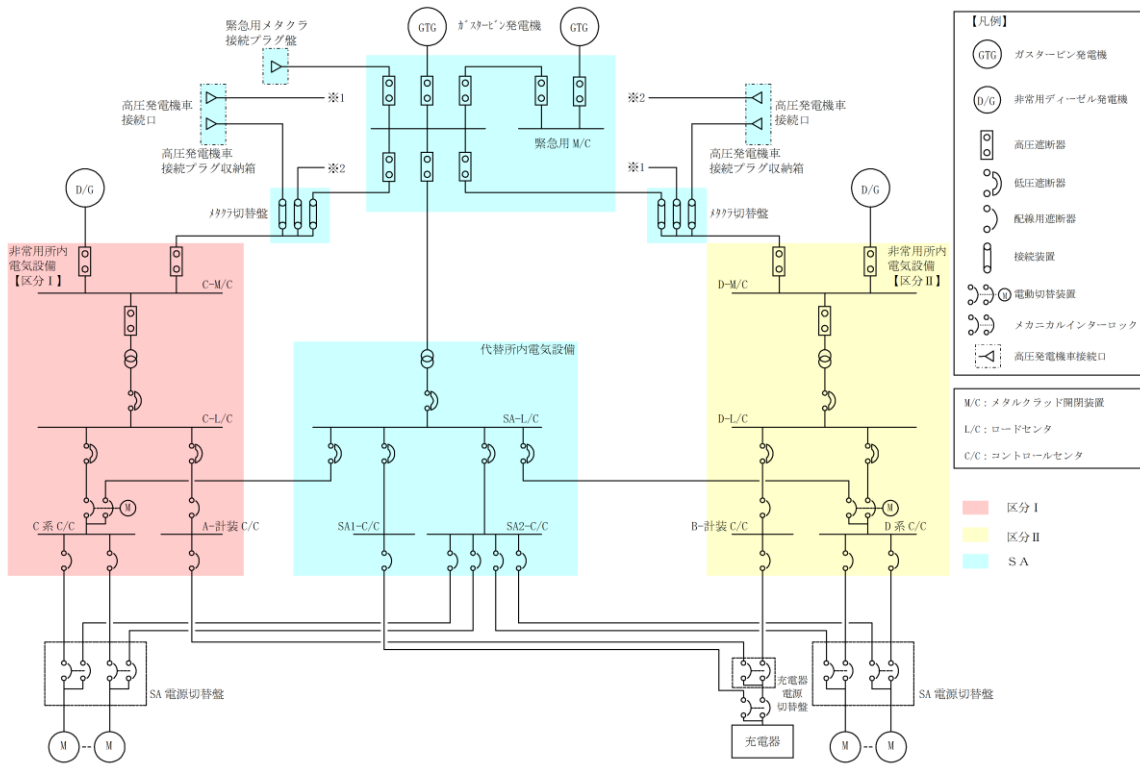 緊急用メタクラ
接続プラグ盤
GTG
ガスタービン発電機
GTG
高圧発電機車
接続口
※1
※2
高圧発電機車
接続口
緊急用 M/C
高圧発電機車
接続プラグ収納箱
※2
※1
高圧発電機車
接続プラグ収納箱
D/G
メタクラ切替盤
メタクラ切替盤
D/G
非常用所内
電気設備
【区分Ⅰ】
C-M/C
D-M/C
非常用所内
電気設備
【区分Ⅱ】
代替所内電気設備
C-L/C
SA-L/C
D-L/C
M
M
C系 C/C
A-計装 C/C
SA1-C/C
SA2-C/C
B-計装 C/C
D系 C/C
SA 電源切替盤
充電器
電源
切替盤
SA 電源切替盤
M
M
充電器
M
M
【凡例】
GTG
ガスタービン発電機
D/G
非常用ディーゼル発電機
高圧遮断器
低圧遮断器
配線用遮断器
接続装置
M
電動切替装置
メカニカルインターロック
高圧発電機車接続口
M/C：メタルクラッド開閉装置
L/C：ロードセンタ
C/C：コントロールセンタ
区分Ⅰ
区分Ⅱ
ＳＡ